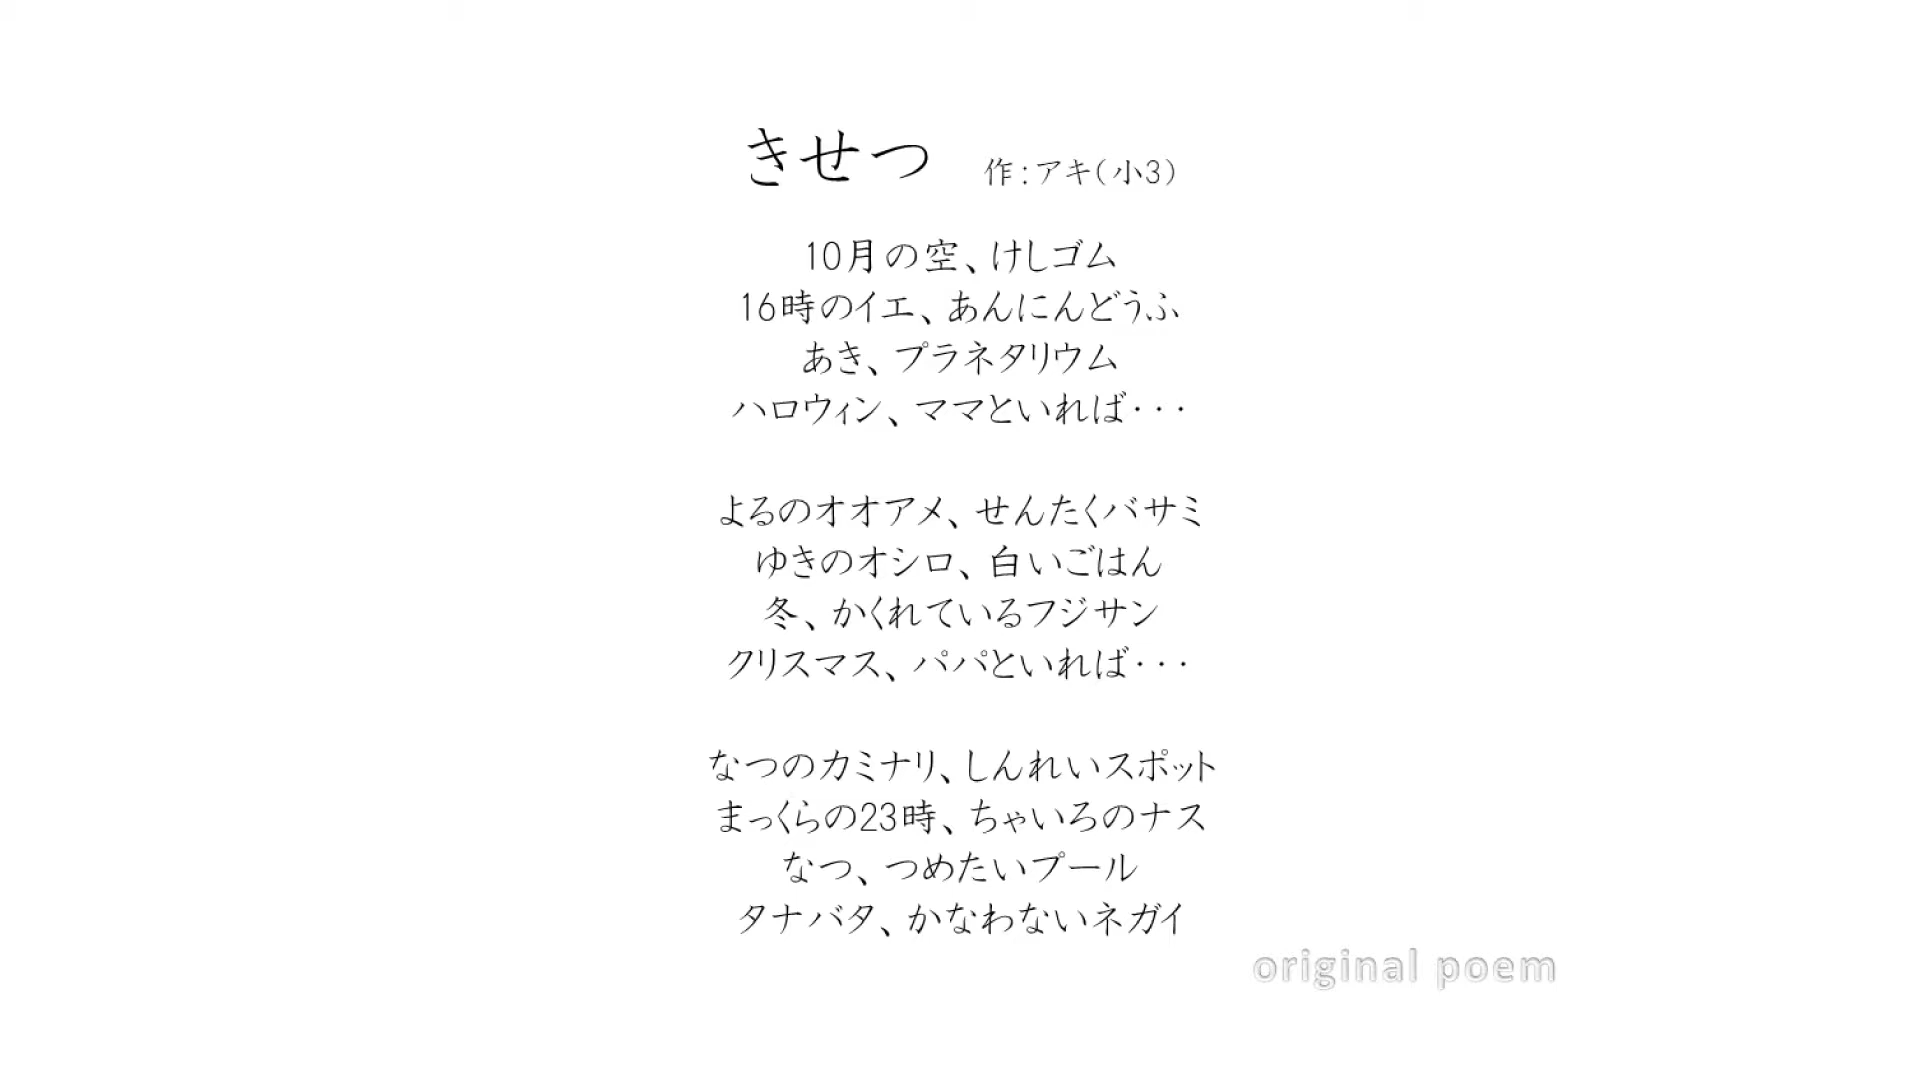 きせつ 作：アキ（小3）
10月の空、けしゴム
16時のイエ、あんにんどうふ
あき、プラネタリウム
ハロウィン、ママといれば・・・
よるのオオアメ、せんたくバサミ
ゆきのオシロ、白いごはん
冬、かくれているフジサン
クリスマス、パパといれば・・・
なつのカミナリ、しんれいスポット
まっくらの23時、ちゃいろのナス
なつ、つめたいプール
タナバタ、かなわないネガイ
original poem